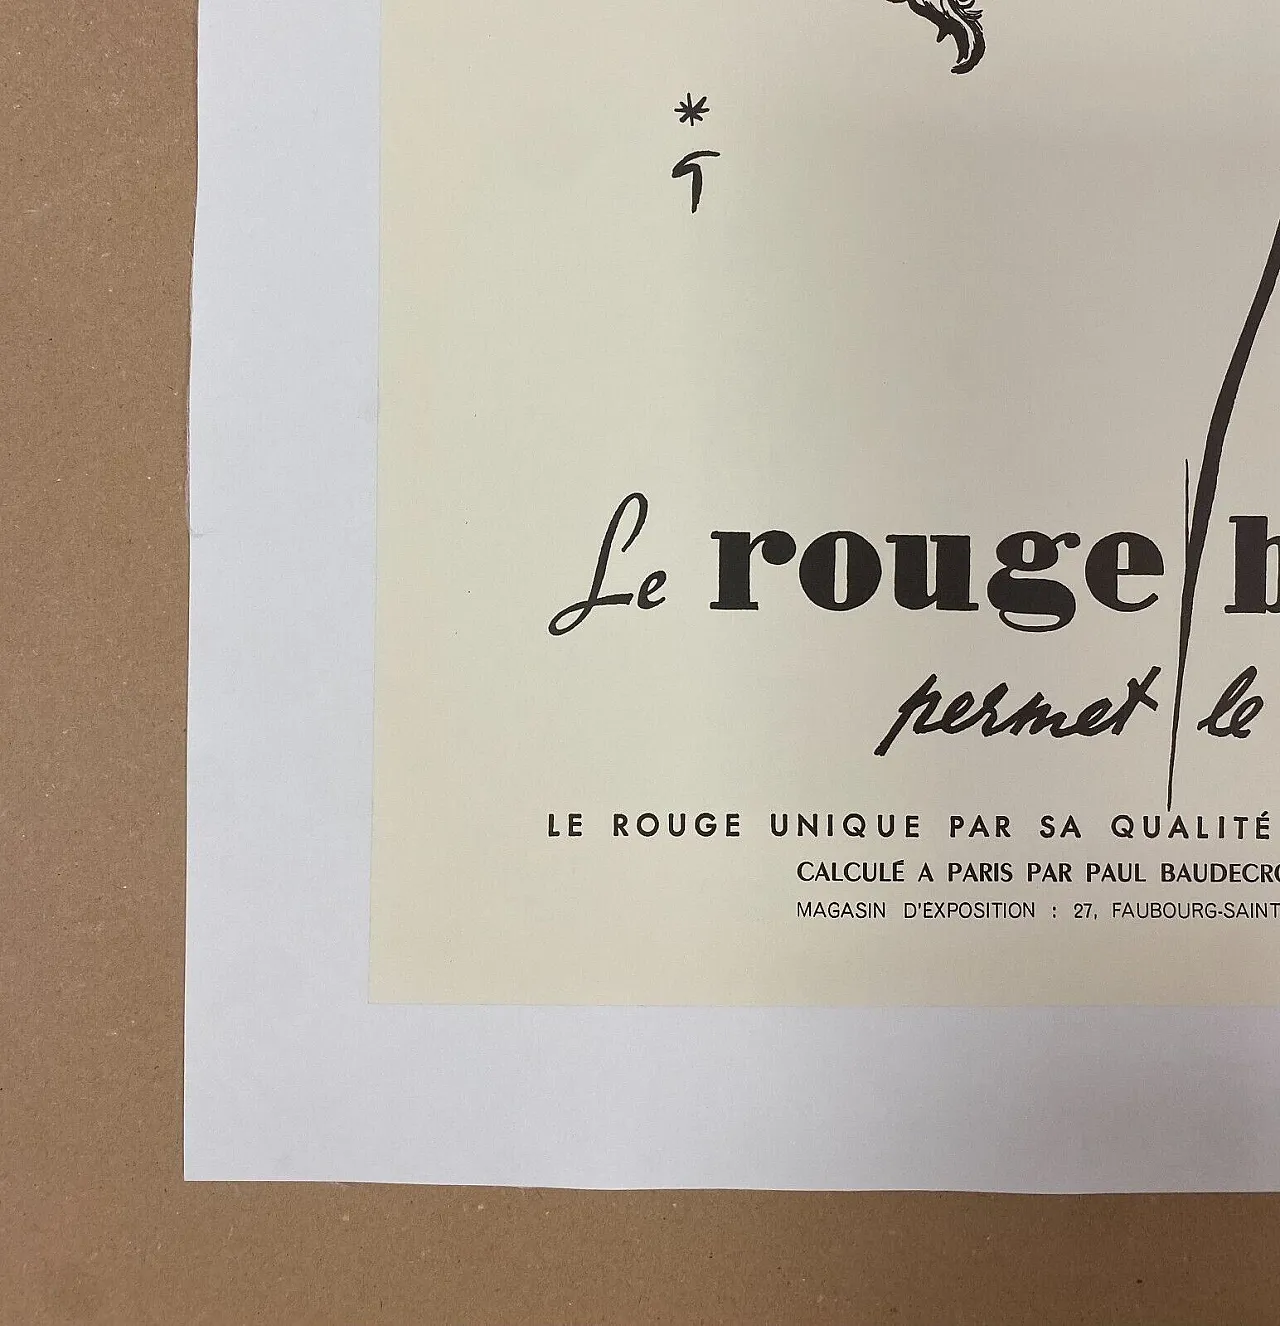 Le rouge b
permet le
LE ROUGE UNIQUE PAR SA QUALITÉ
CALCULÉ A PARIS PAR PAUL BAUDECRO
MAGASIN D'EXPOSITION : 27, FAUBOURG-SAINT